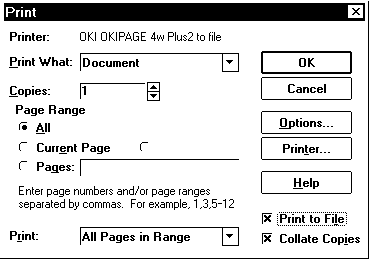 Print
Printer: OKI OKIPAGE 4w Plus2 to file
Print What: Document
OK
Copies: 1
Cancel
Page Range
All
Options...
Current Page
Pages:
Printer...
Enter page numbers and/or page ranges
separated by commas. For example, 1,3,5-12
Help
Print to File
Print: All Pages in Range
Collate Copies